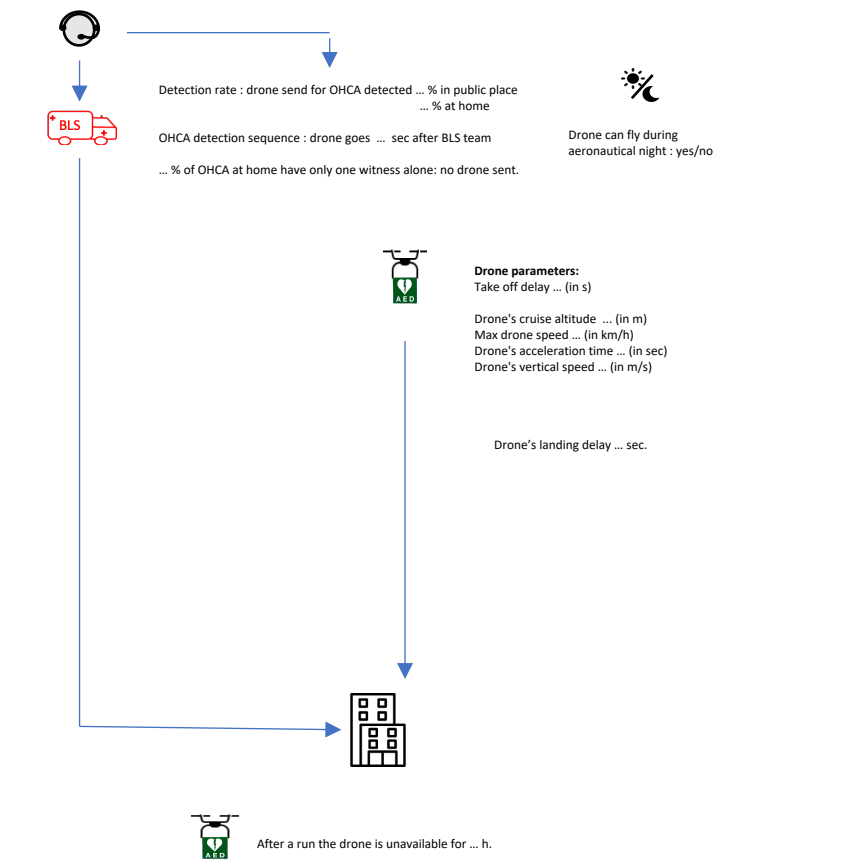 Detection rate : drone send for OHCA detected … % in public place
… % at home
BLS
OHCA detection sequence : drone goes … sec after BLS team
Drone can fly during
aeronautical night : yes/no
… % of OHCA at home have only one witness alone: no drone sent.
AED
Drone parameters:
Take off delay … (in s)
Drone's cruise altitude ... (in m)
Max drone speed … (in km/h)
Drone's acceleration time … (in sec)
Drone's vertical speed … (in m/s)
Drone’s landing delay … sec.
AED
After a run the drone is unavailable for … h.